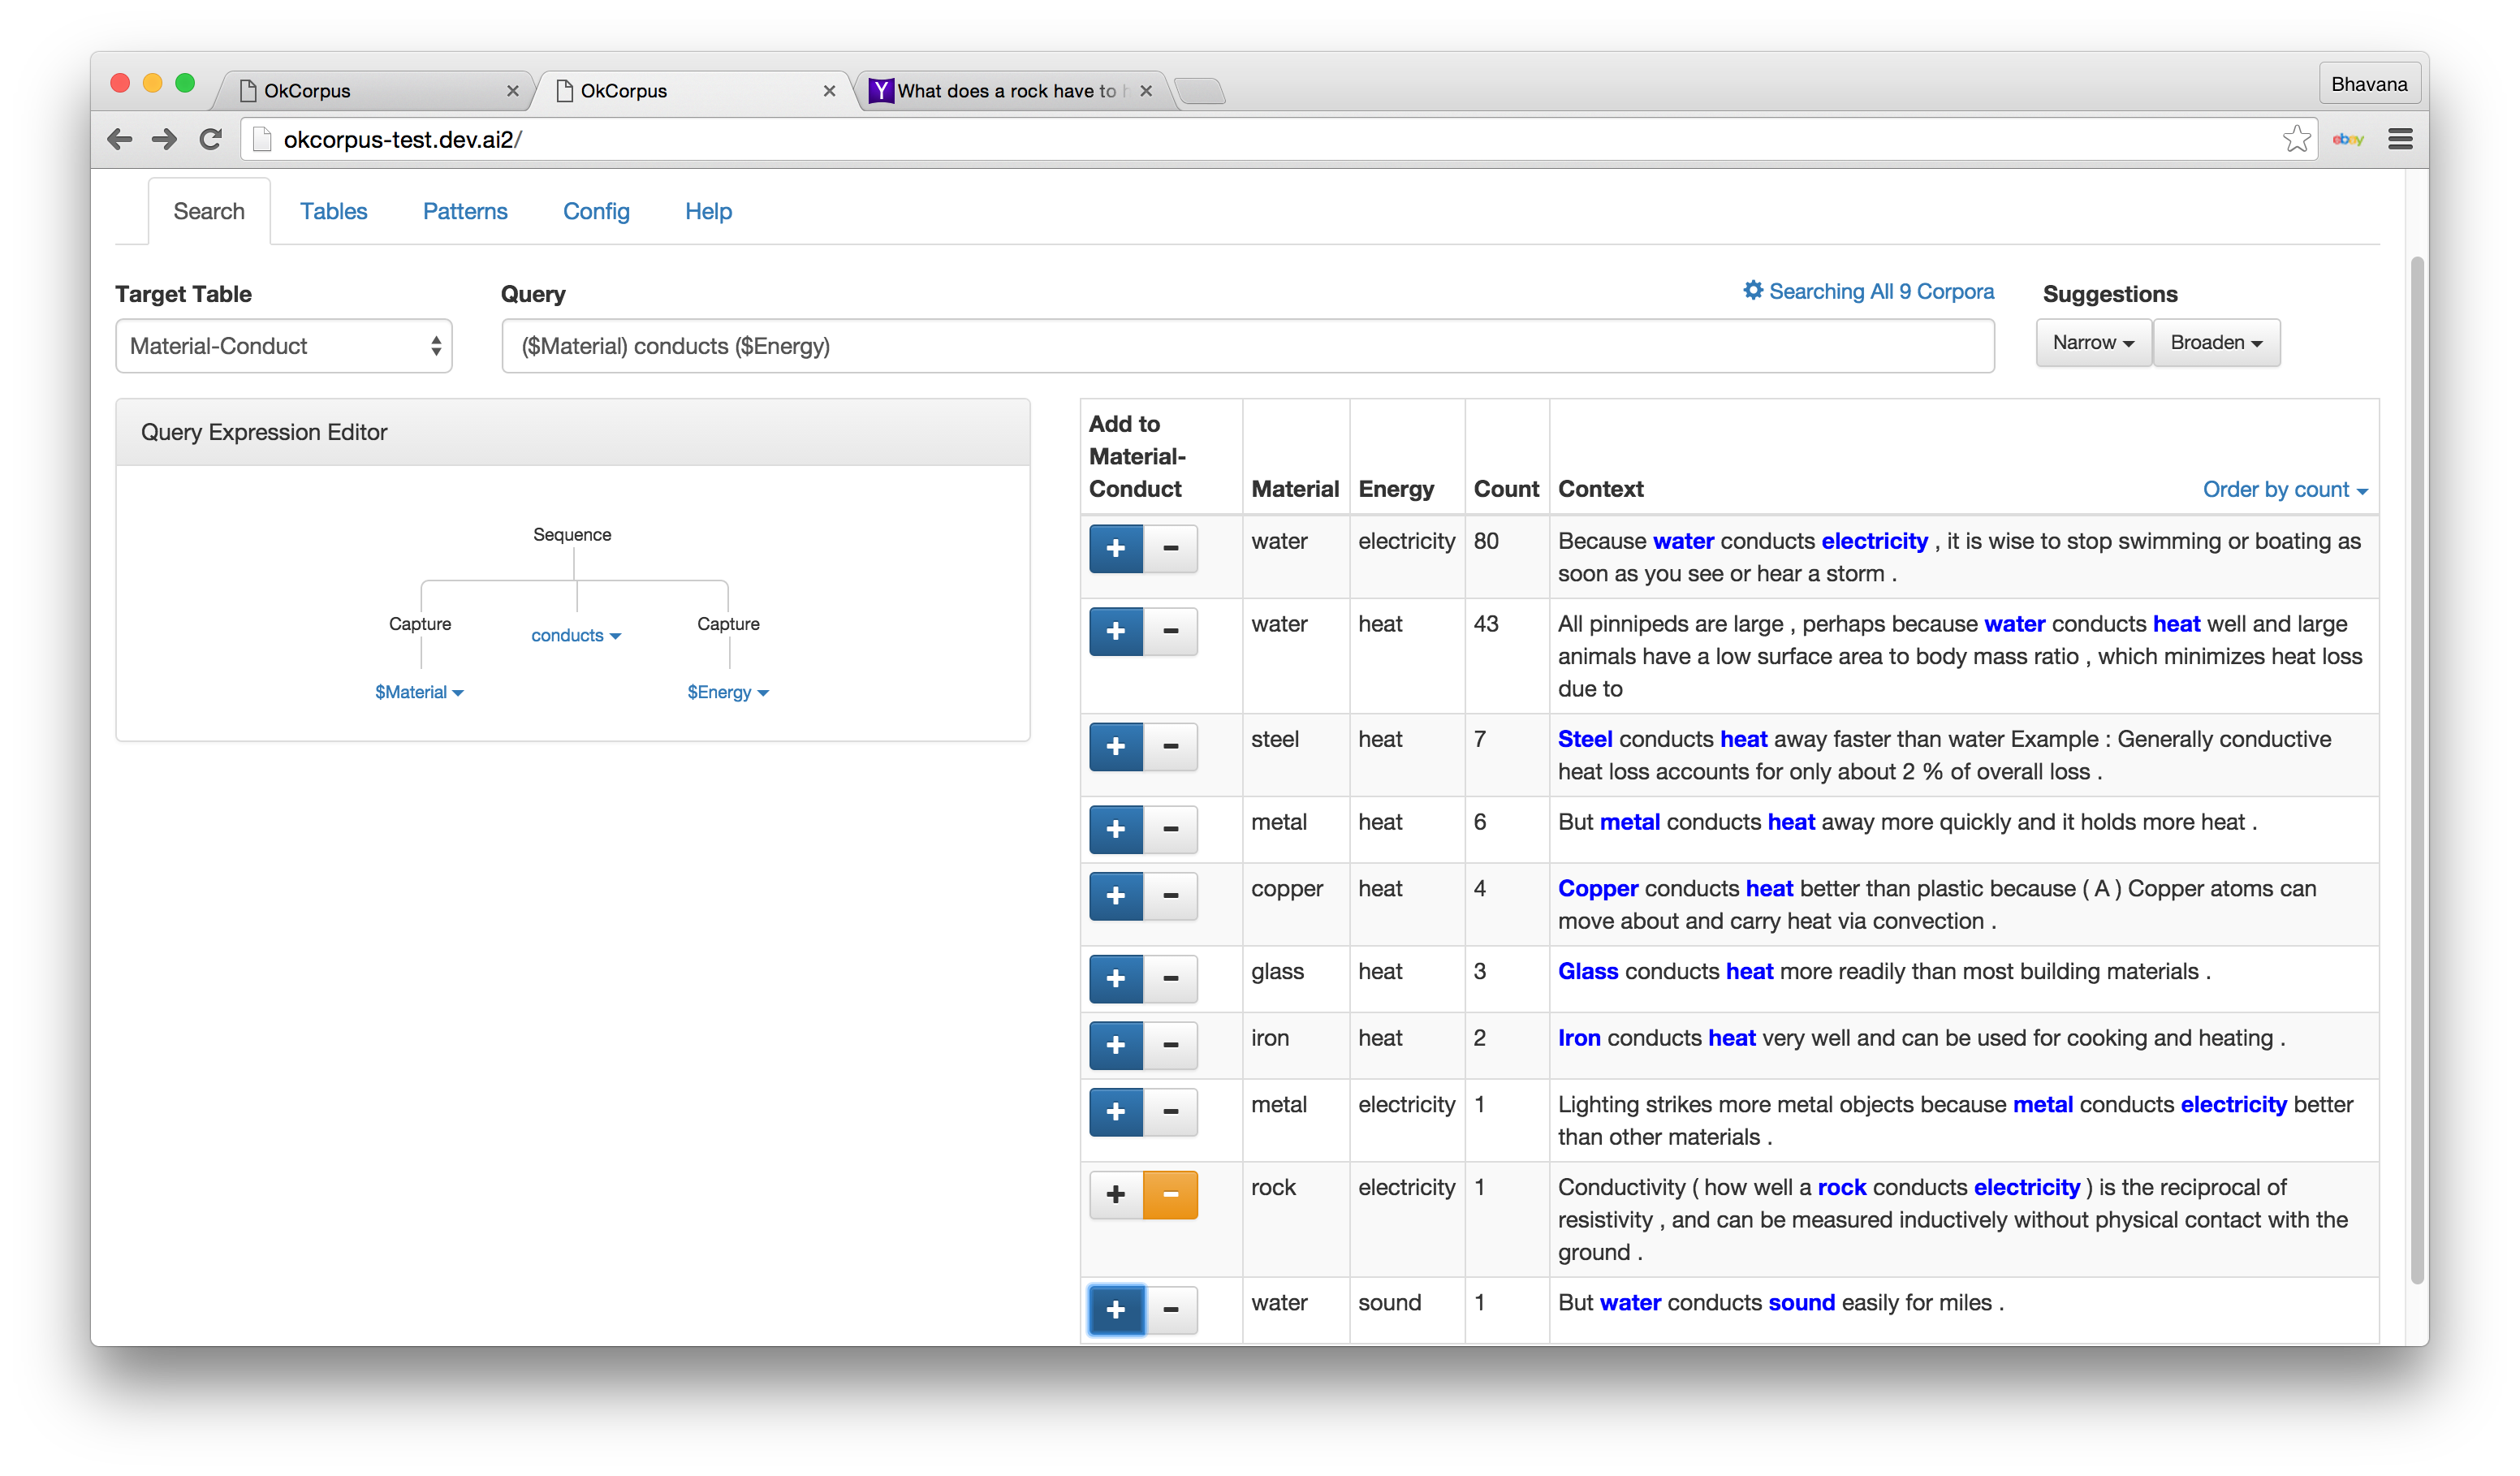 OkCorpus
OkCorpus
What does a rock have to
Bhavana
okcorpus-test.dev.ai2/
ebay
Search Tables Patterns Config Help
Target Table
Query
Searching All 9 Corpora
Suggestions
Material-Conduct
($Material) conducts ($Energy)
Narrow
Broaden
Query Expression Editor
Sequence
Capture
conducts
Capture
$Material
$Energy
Add to
Material-
Conduct
Material
Energy
Count
Context
Order by count
+ - water electricity 80 Because water conducts electricity , it is wise to stop swimming or boating as
soon as you see or hear a storm .
+ - water heat 43 All pinnipeds are large , perhaps because water conducts heat well and large
animals have a low surface area to body mass ratio , which minimizes heat loss
due to
+ - steel heat 7 Steel conducts heat away faster than water Example : Generally conductive
heat loss accounts for only about 2 % of overall loss .
+ - metal heat 6 But metal conducts heat away more quickly and it holds more heat .
+ - copper heat 4 Copper conducts heat better than plastic because ( A ) Copper atoms can
move about and carry heat via convection .
+ - glass heat 3 Glass conducts heat more readily than most building materials .
+ - iron heat 2 Iron conducts heat very well and can be used for cooking and heating .
+ - metal electricity 1 Lighting strikes more metal objects because metal conducts electricity better
than other materials .
+ - rock electricity 1 Conductivity ( how well a rock conducts electricity ) is the reciprocal of
resistivity , and can be measured inductively without physical contact with the
ground .
+ - water sound 1 But water conducts sound easily for miles .